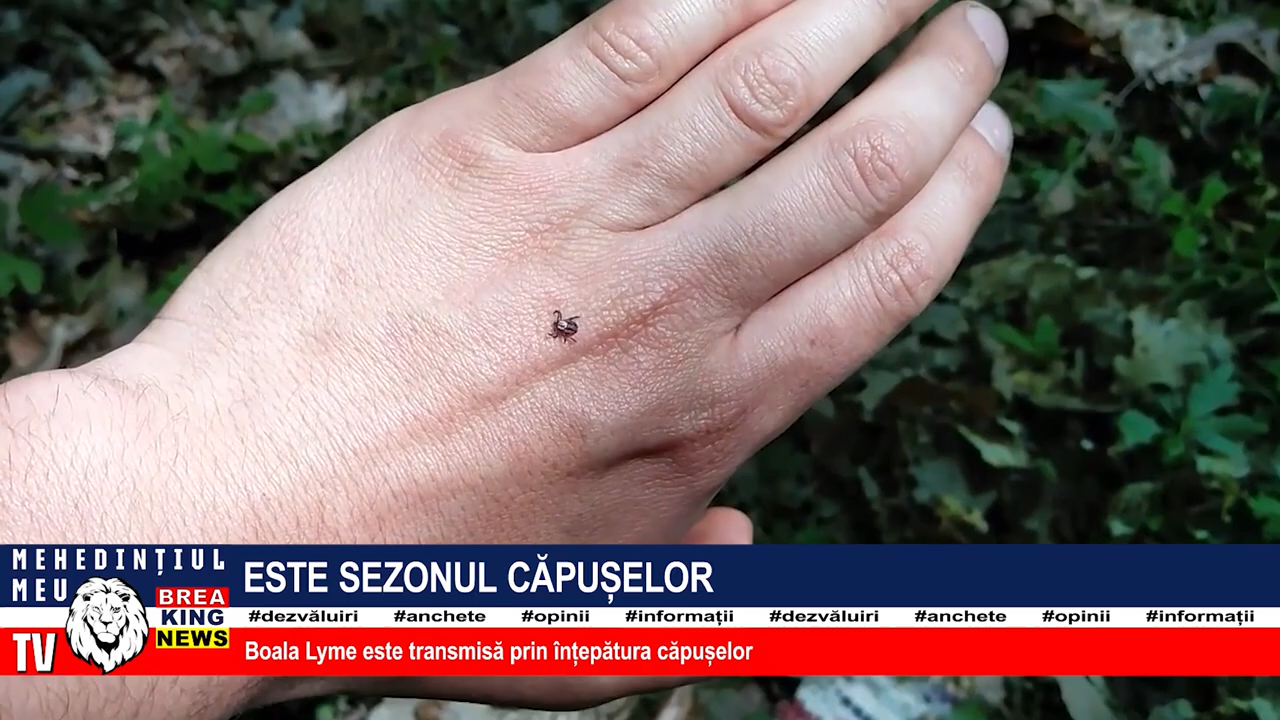 MEHEDINȚIUL
MEU
TV
BREA
KING
NEWS
ESTE SEZONUL CĂPUȘELOR
#dezvăluiri #anchete #opinii #informații #dezvăluiri #anchete #opinii #informații
Boala Lyme este transmisă prin înțepătura căpușelor